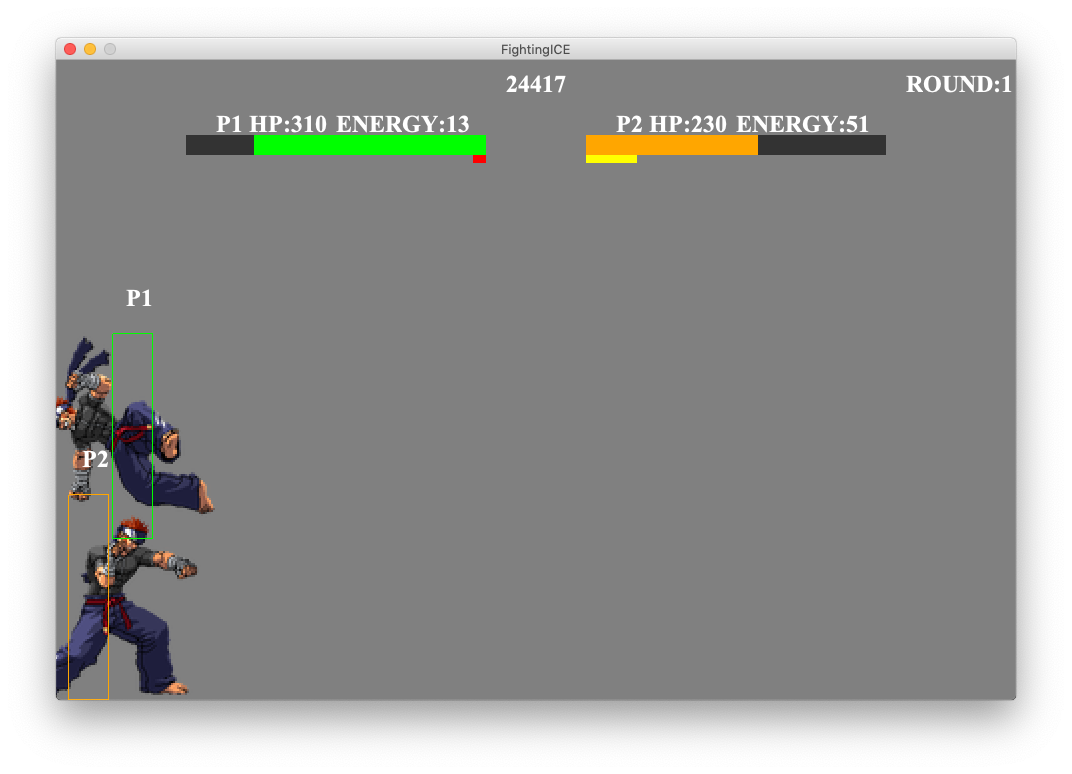 FightingICE
24417
ROUND:1
P1 HP:310 ENERGY:13
P2 HP:230 ENERGY:51
P1
P2